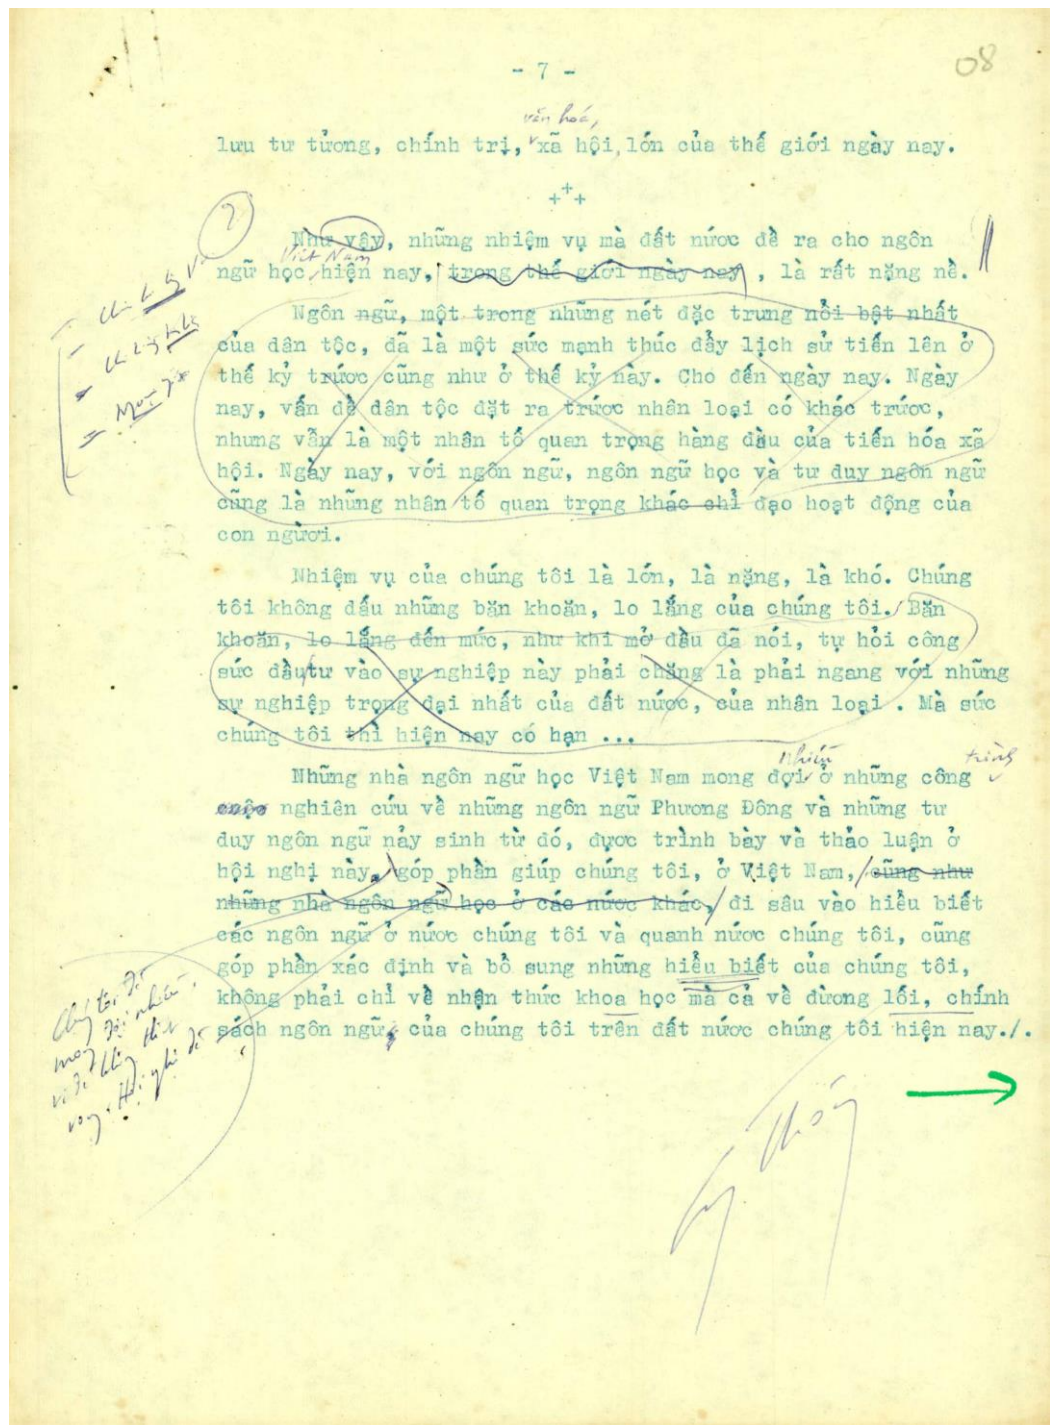 08
- 7 -
văn hóa,
lưu tư tưởng, chính trị, xã hội, lớn của thế giới ngày nay.
+++
2
Như vậy, những nhiệm vụ mà đất nước đề ra cho ngôn
Việt Nam
ngữ học, hiện nay, trong thế giới ngày nay, là rất nặng nề.
Ngôn ngữ, một trong những nét đặc trưng nổi bật nhất
của dân tộc, đã là một sức mạnh thúc đẩy lịch sử tiến lên ở
thế kỷ trước cũng như ở thế kỷ này. Cho đến ngày nay. Ngày
nay, vấn đề dân tộc đặt ra trước nhân loại có khác trước,
nhưng vẫn là một nhân tố quan trọng hàng đầu của tiến hóa xã
hội. Ngày nay, với ngôn ngữ, ngôn ngữ học và tư duy ngôn ngữ
cũng là những nhân tố quan trọng khác chỉ đạo hoạt động của
con người.
Nhiệm vụ của chúng tôi là lớn, là nặng, là khó. Chúng
tôi không dấu những băn khoăn, lo lắng của chúng tôi. Băn
khoăn, lo lắng đến mức, như khi mở đầu đã nói, tự hỏi công
sức đầu tư vào sự nghiệp này phải chăng là phải ngang với những
sự nghiệp trọng đại nhất của đất nước, của nhân loại . Mà sức
chúng tôi thì hiện nay có hạn ...
nhiều trình
Những nhà ngôn ngữ học Việt Nam mong đợi ở những công
nghiên cứu về những ngôn ngữ Phương Đông và những tư
duy ngôn ngữ nảy sinh từ đó, được trình bày và thảo luận ở
hội nghị này, góp phần giúp chúng tôi, ở Việt Nam, cũng như
những nhà ngôn ngữ học ở các nước khác, đi sâu vào hiểu biết
các ngôn ngữ ở nước chúng tôi và quanh nước chúng tôi, cũng
góp phần xác định và bổ sung những hiểu biết của chúng tôi,
không phải chỉ về nhận thức khoa học mà cả về đường lối, chính
sách ngôn ngữ, của chúng tôi trên đất nước chúng tôi hiện nay./.
Chúng tôi đã
mong đợi nhiều,